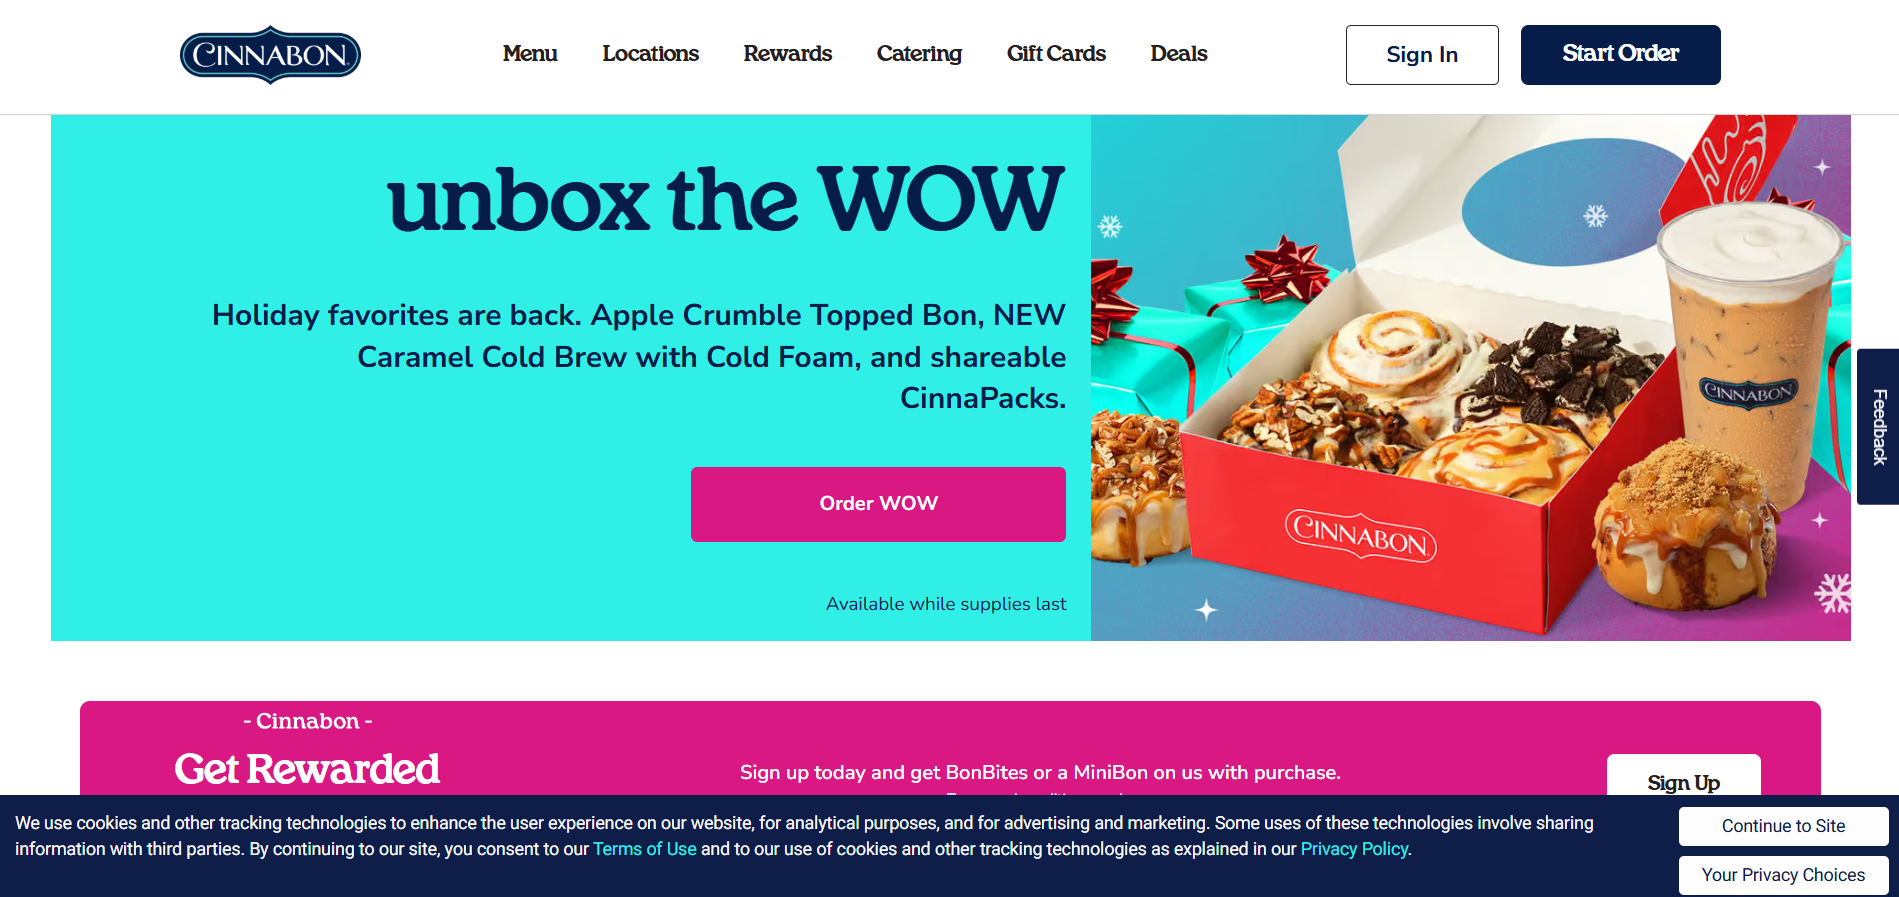 CINNABON
Menu
Locations
Rewards
Catering
Gift Cards
Deals
Sign In
Start Order
unbox the WOW
Holiday favorites are back. Apple Crumble Topped Bon, NEW
Caramel Cold Brew with Cold Foam, and shareable
CinnaPacks.
Order WOW
Available while supplies last
CINNABON
CINNABON
Feedback
- Cinnabon -
Get Rewarded
Sign up today and get BonBites or a MiniBon on us with purchase.
Sign Up
We use cookies and other tracking technologies to enhance the user experience on our website, for analytical purposes, and for advertising and marketing. Some uses of these technologies involve sharing
information with third parties. By continuing to our site, you consent to our Terms of Use and to our use of cookies and other tracking technologies as explained in our Privacy Policy.
Continue to Site
Your Privacy Choices